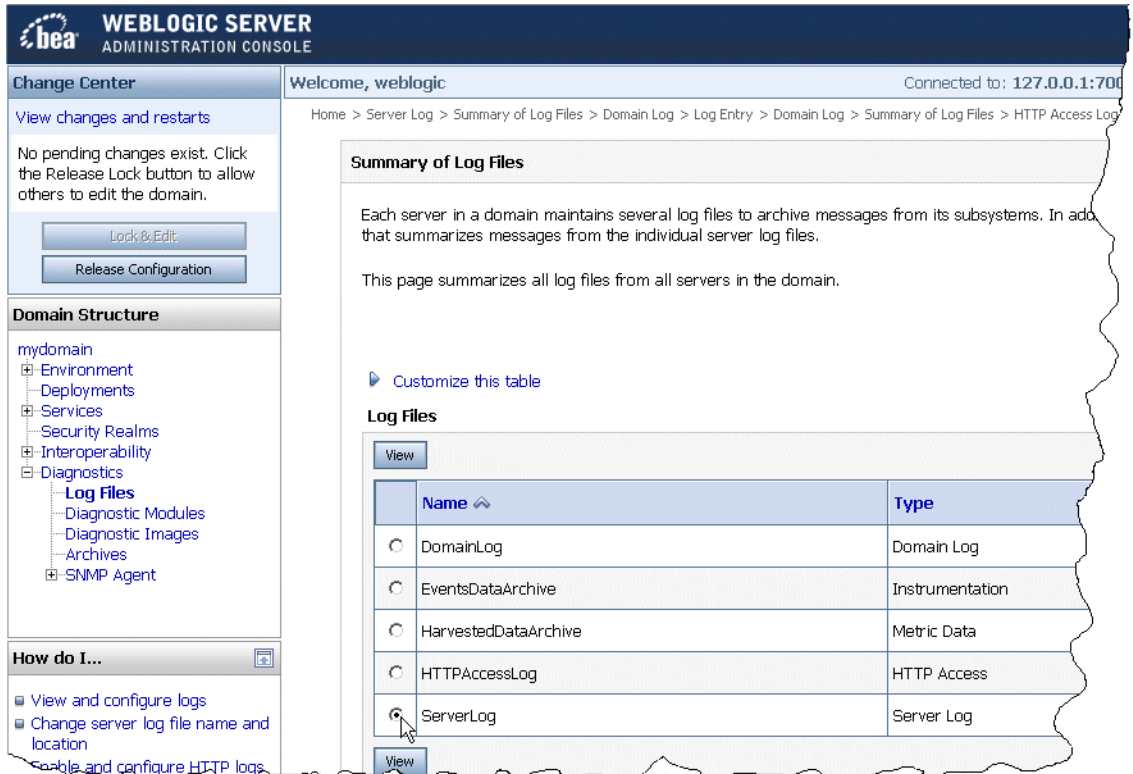 bea
WEBLOGIC SERVER
ADMINISTRATION CONSOLE
Change Center
View changes and restarts
No pending changes exist. Click
the Release Lock button to allow
others to edit the domain.
Lock & Edit
Release Configuration
Domain Structure
mydomain
Environment
Deployments
Services
Security Realms
Interoperability
Diagnostics
Log Files
Diagnostic Modules
Diagnostic Images
Archives
SNMP Agent
How do I...
View and configure logs
Change server log file name and
location
Enable and configure HTTP logs
Welcome, weblogic
Connected to: 127.0.0.1:700
Home > Server Log > Summary of Log Files > Domain Log > Log Entry > Domain Log > Summary of Log Files > HTTP Access Log
Summary of Log Files
Each server in a domain maintains several log files to archive messages from its subsystems. In add
that summarizes messages from the individual server log files.
This page summarizes all log files from all servers in the domain.
Customize this table
Log Files
View
Name Type
DomainLog Domain Log
EventsDataArchive Instrumentation
HarvestedDataArchive Metric Data
HTTPAccessLog HTTP Access
ServerLog Server Log
View